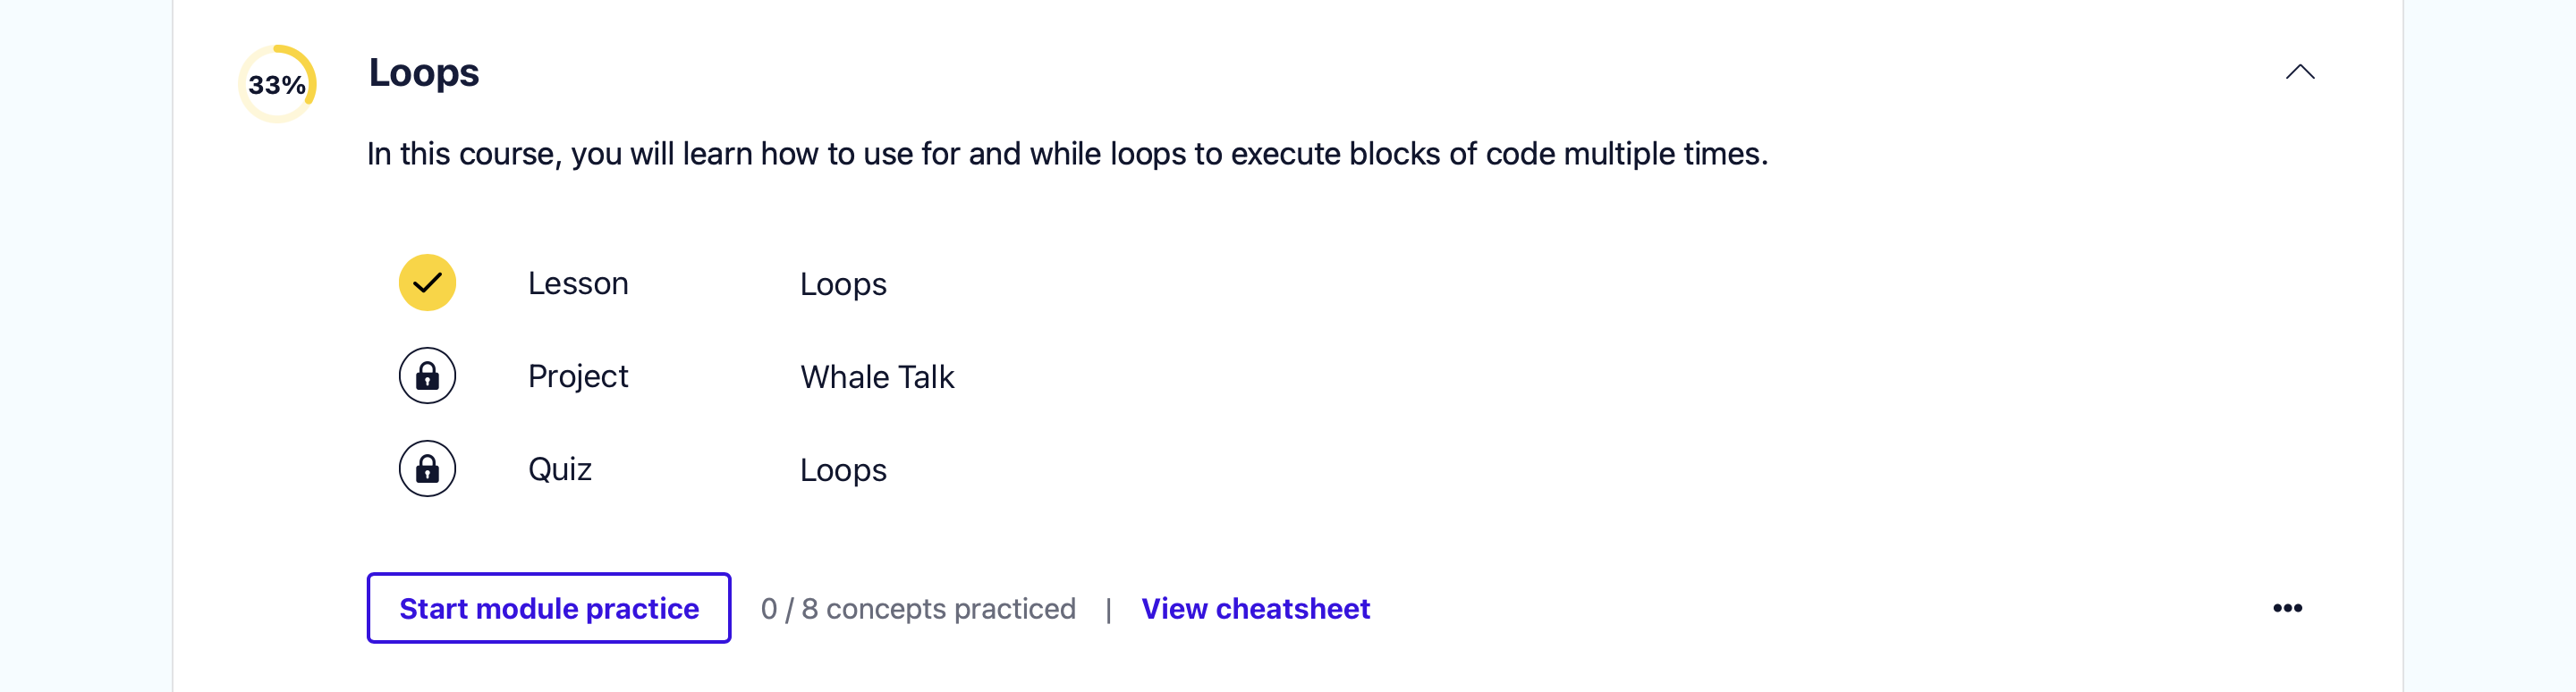 33%
Loops
In this course, you will learn how to use for and while loops to execute blocks of code multiple times.
Lesson Loops
Project Whale Talk
Quiz Loops
Start module practice 0 / 8 concepts practiced | View cheatsheet